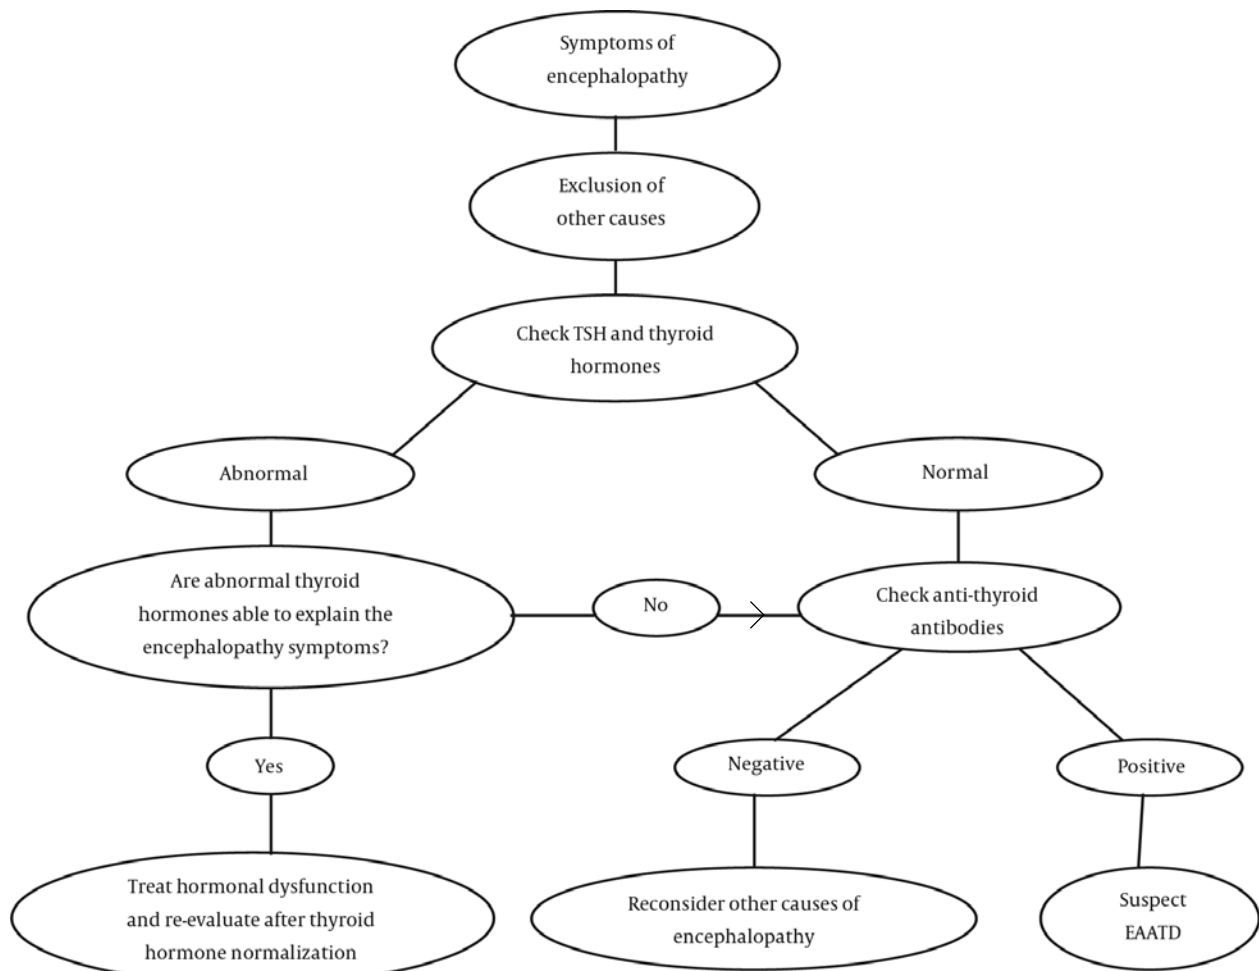 Symptoms of
encephalopathy
Exclusion of
other causes
Check TSH and thyroid
hormones
Abnormal
Normal
Are abnormal thyroid
hormones able to explain the
encephalopathy symptoms?
No
Check anti-thyroid
antibodies
Yes
Negative
Positive
Treat hormonal dysfunction
and re-evaluate after thyroid
hormone normalization
Reconsider other causes of
encephalopathy
Suspect
EAATD